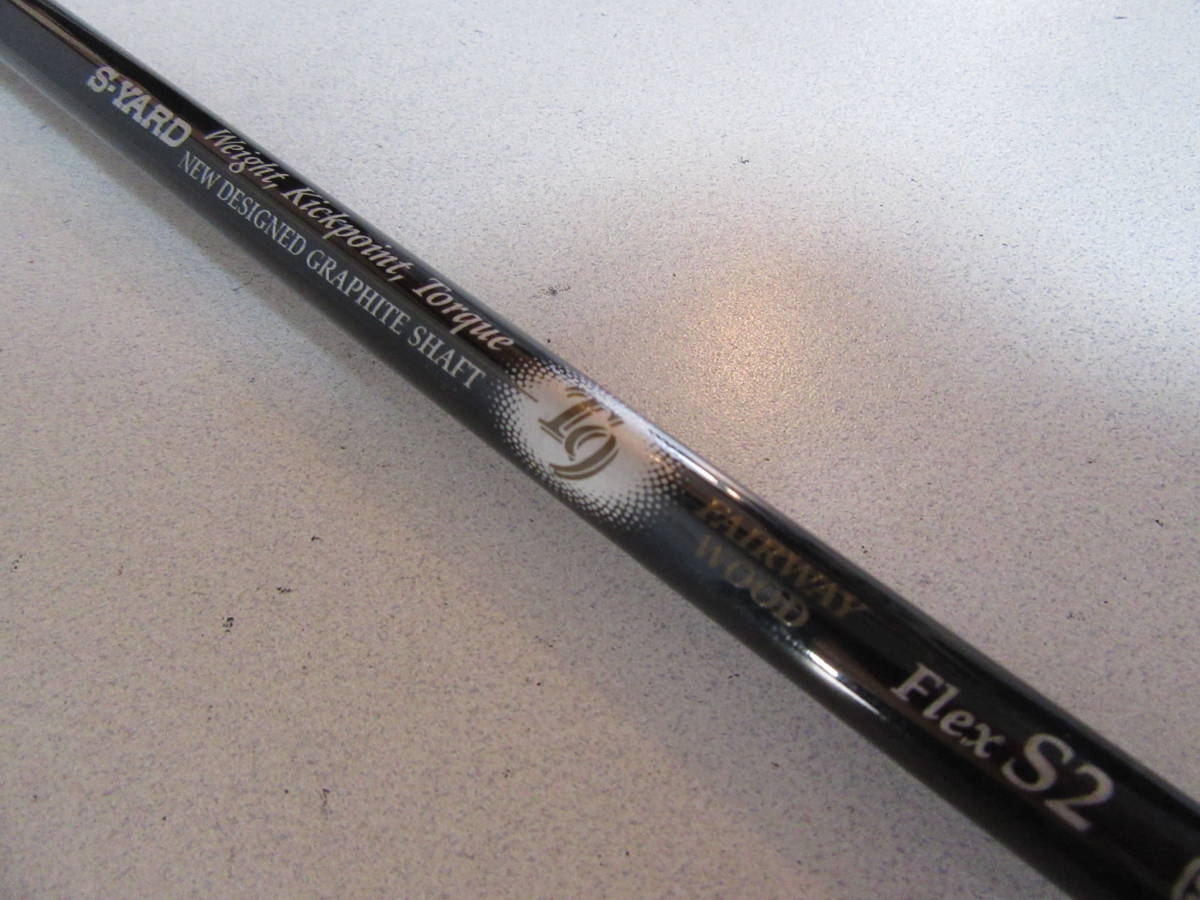 S-YARD
Weight, Kickpoint, Torque
NEW DESIGNED GRAPHITE SHAFT
T9
FAIRWAY
WOOD
Flex S2